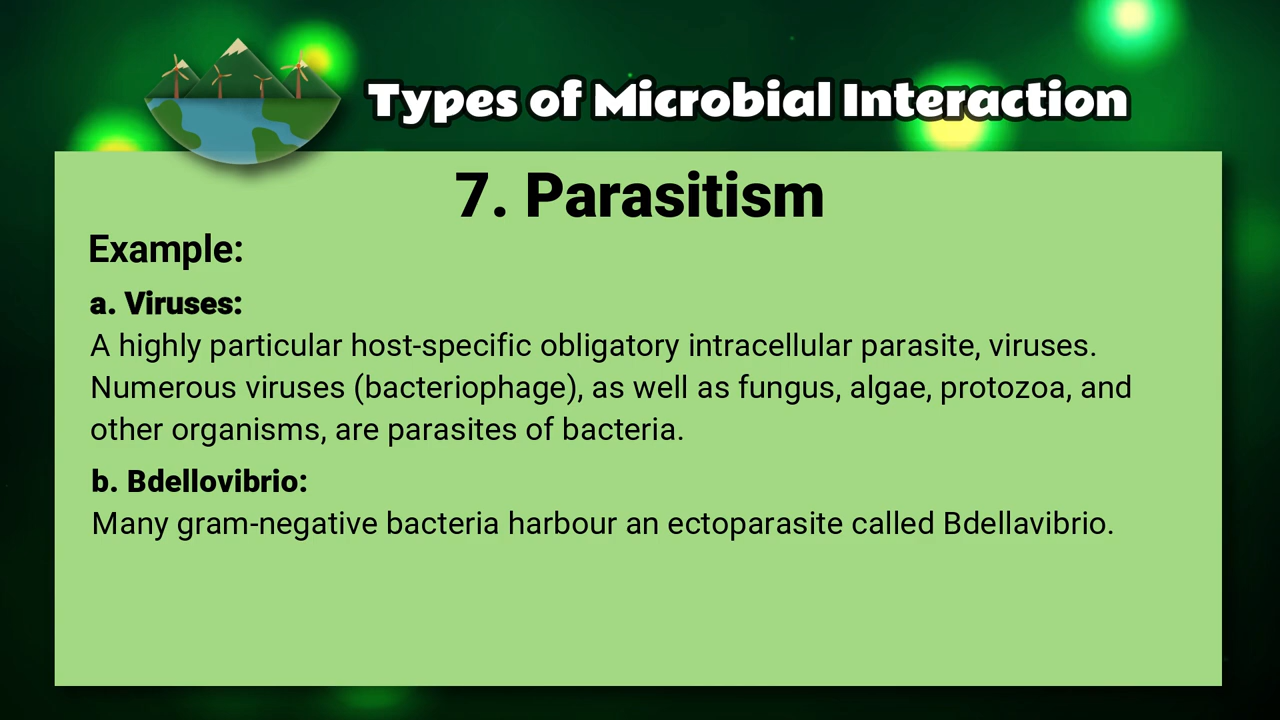 Types of Microbial Interaction
7. Parasitism
Example:
a. Viruses:
A highly particular host-specific obligatory intracellular parasite, viruses.
Numerous viruses (bacteriophage), as well as fungus, algae, protozoa, and
other organisms, are parasites of bacteria.
b. Bdellovibrio:
Many gram-negative bacteria harbour an ectoparasite called Bdellavibrio.